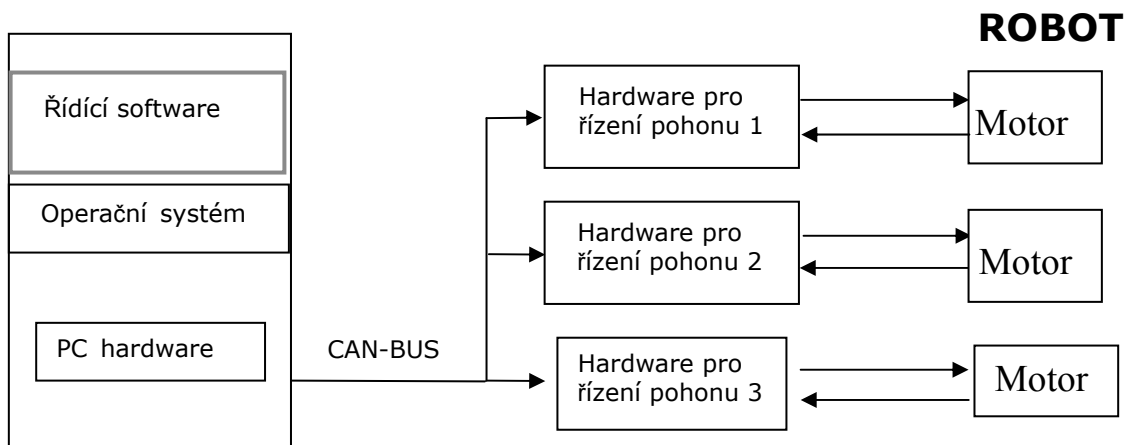 ROBOT
Řídící software
Operační systém
PC hardware
CAN-BUS
Hardware pro
řízení pohonu 1
Motor
Hardware pro
řízení pohonu 2
Motor
Hardware pro
řízení pohonu 3
Motor